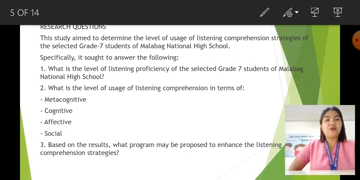 5 OF 14
RESEARCH QUESTIONS
This study aimed to determine the level of usage of listening comprehension strategies of
the selected Grade-7 students of Malabag National High School.
Specifically, it sought to answer the following:
1. What is the level of listening proficiency of the selected Grade 7 students of Malabag
National High School?
2. What is the level of usage of listening comprehension in terms of:
- Metacognitive
- Cognitive
- Affective
- Social
3. Based on the results, what program may be proposed to enhance the listening
comprehension strategies?